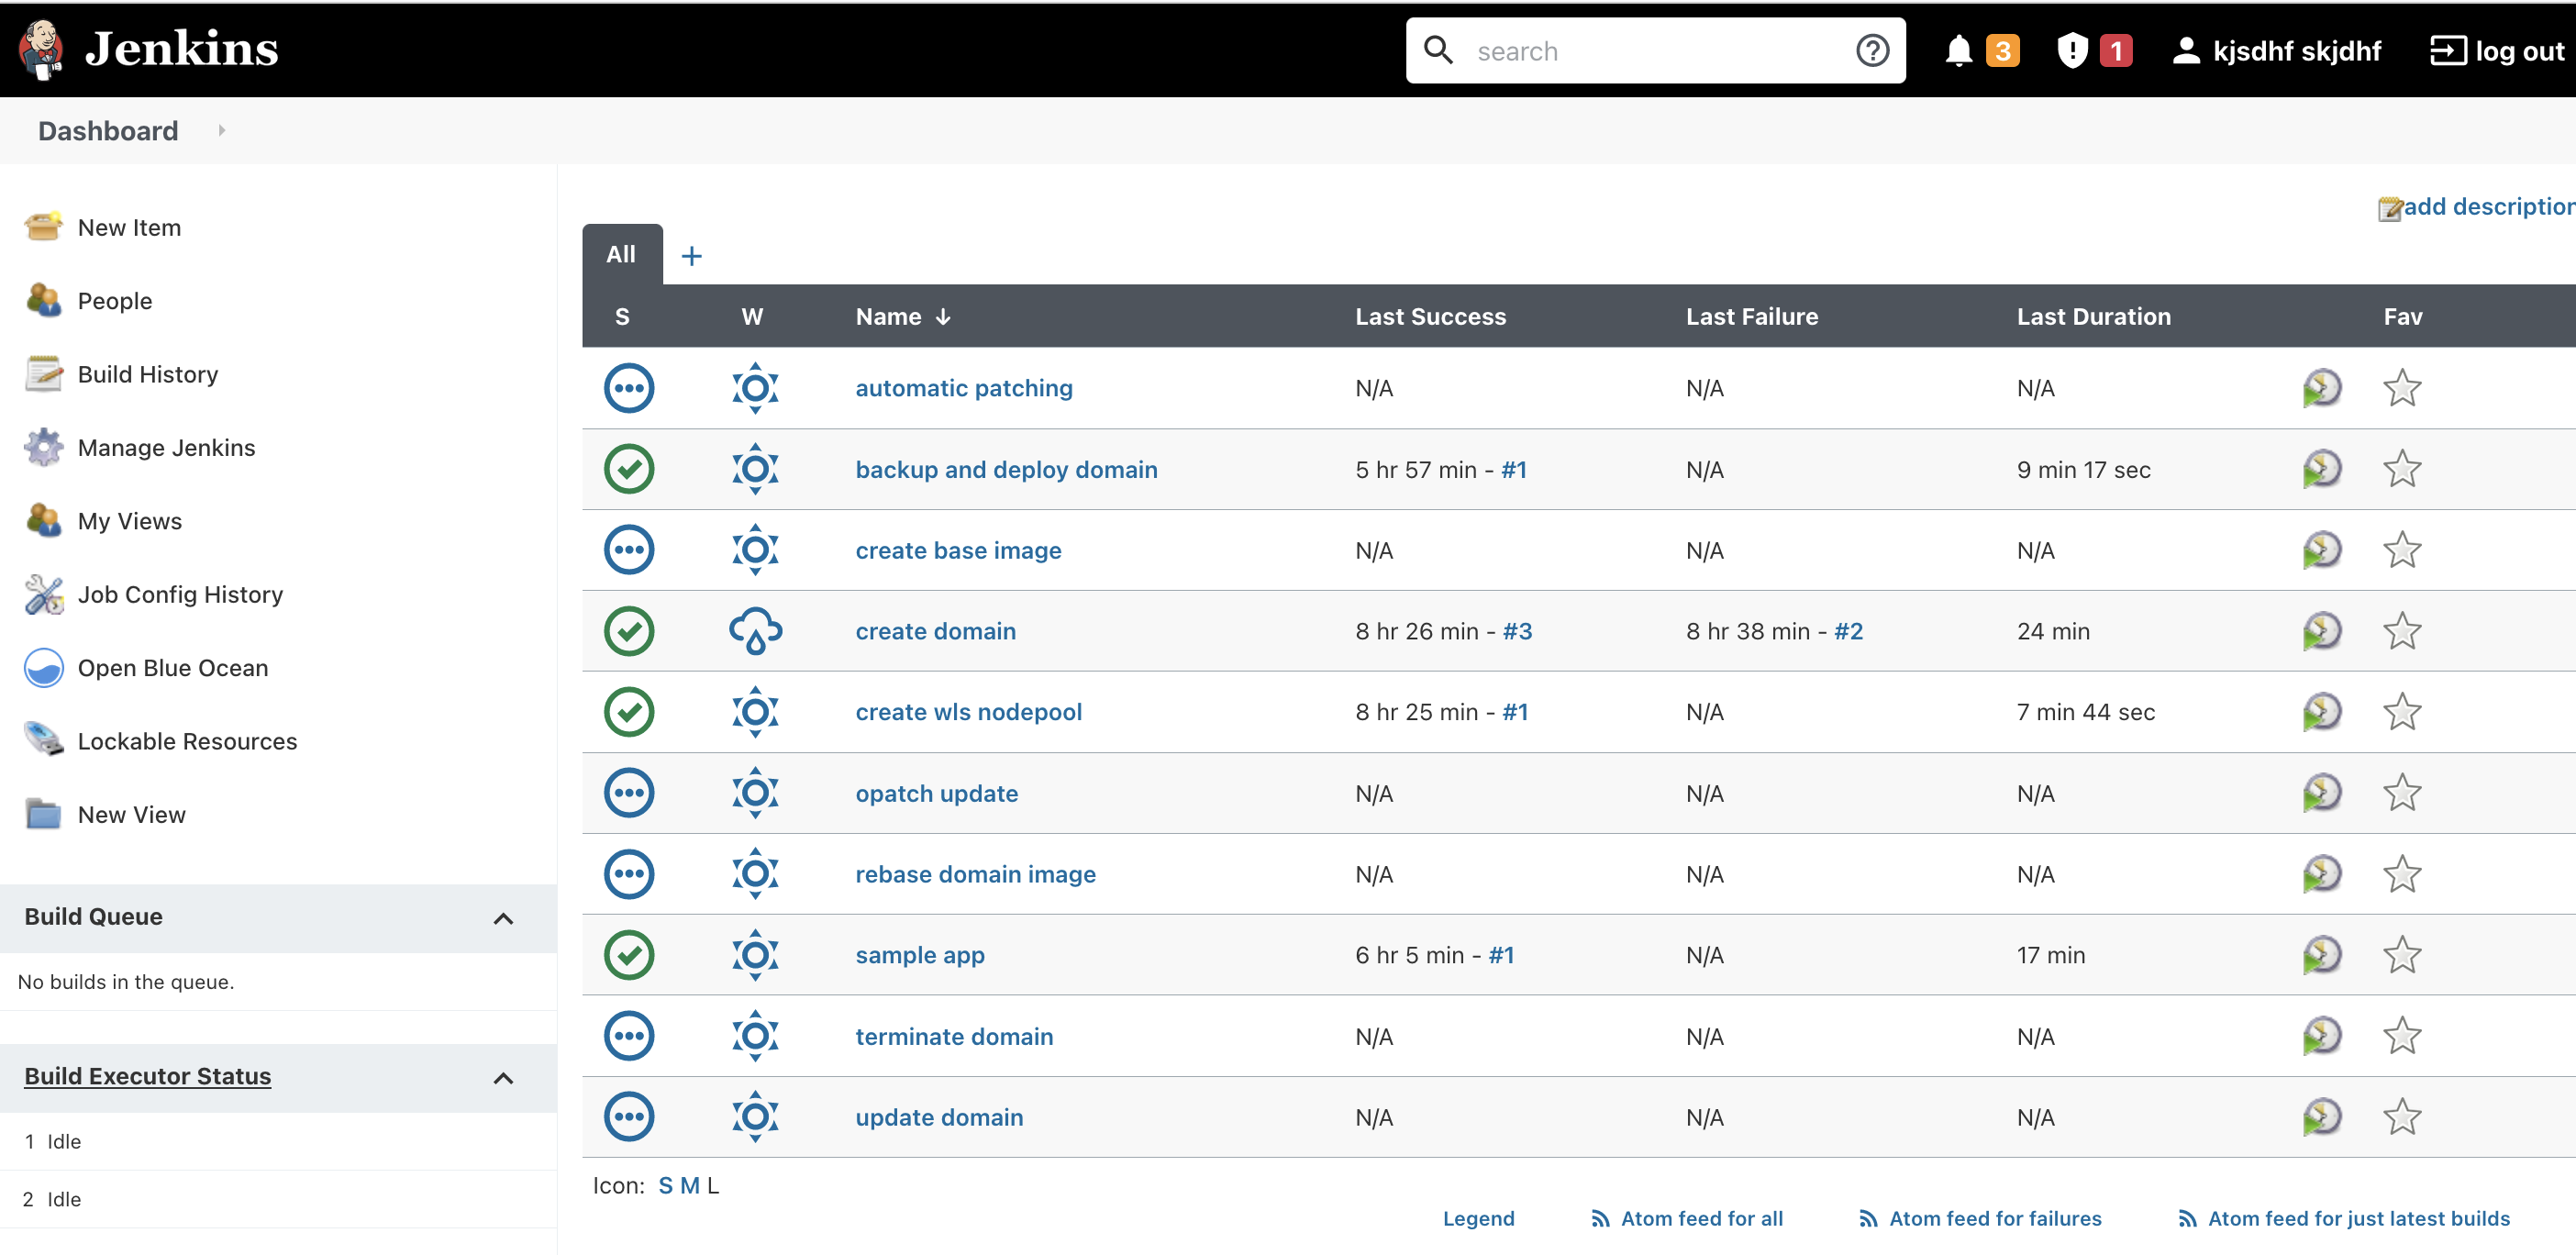 Jenkins
search
3
1
kjsdhf skjdhf
log out
Dashboard
New Item
People
Build History
Manage Jenkins
My Views
Job Config History
Open Blue Ocean
Lockable Resources
New View
Build Queue
No builds in the queue.
Build Executor Status
1 Idle
2 Idle
add description
All +
S W Name ↓ Last Success Last Failure Last Duration Fav
automatic patching N/A N/A N/A
backup and deploy domain 5 hr 57 min - #1 N/A 9 min 17 sec
create base image N/A N/A N/A
create domain 8 hr 26 min - #3 8 hr 38 min - #2 24 min
create wls nodepool 8 hr 25 min - #1 N/A 7 min 44 sec
opatch update N/A N/A N/A
rebase domain image N/A N/A N/A
sample app 6 hr 5 min - #1 N/A 17 min
terminate domain N/A N/A N/A
update domain N/A N/A N/A
Icon: S M L
Legend Atom feed for all Atom feed for failures Atom feed for just latest builds